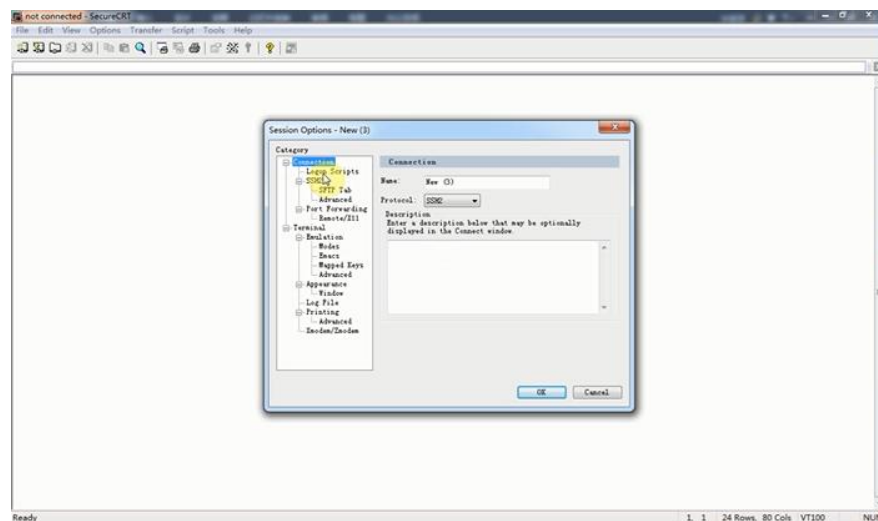 not connected - SecureCRT
File Edit View Options Transfer Script Tools Help
Session Options - New (3)
Category
Connection
Logon Scripts
SSH2
SFTP Tab
Advanced
Port Forwarding
Remote/X11
Terminal
Emulation
Modes
Emacs
Mapped Keys
Advanced
Appearance
Window
Log File
Printing
Advanced
Xmodem/Zmodem
Connection
Name: New (3)
Protocol: SSH2
Description
Enter a description below that may be optionally
displayed in the Connect window.
OK Cancel
Ready 1, 1 24 Rows, 80 Cols VT100